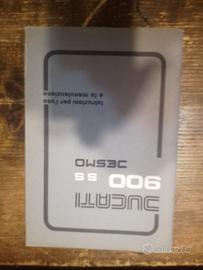 DUCATI
900 SS
DESMO
Istruzioni per l'uso
e la manutenzione